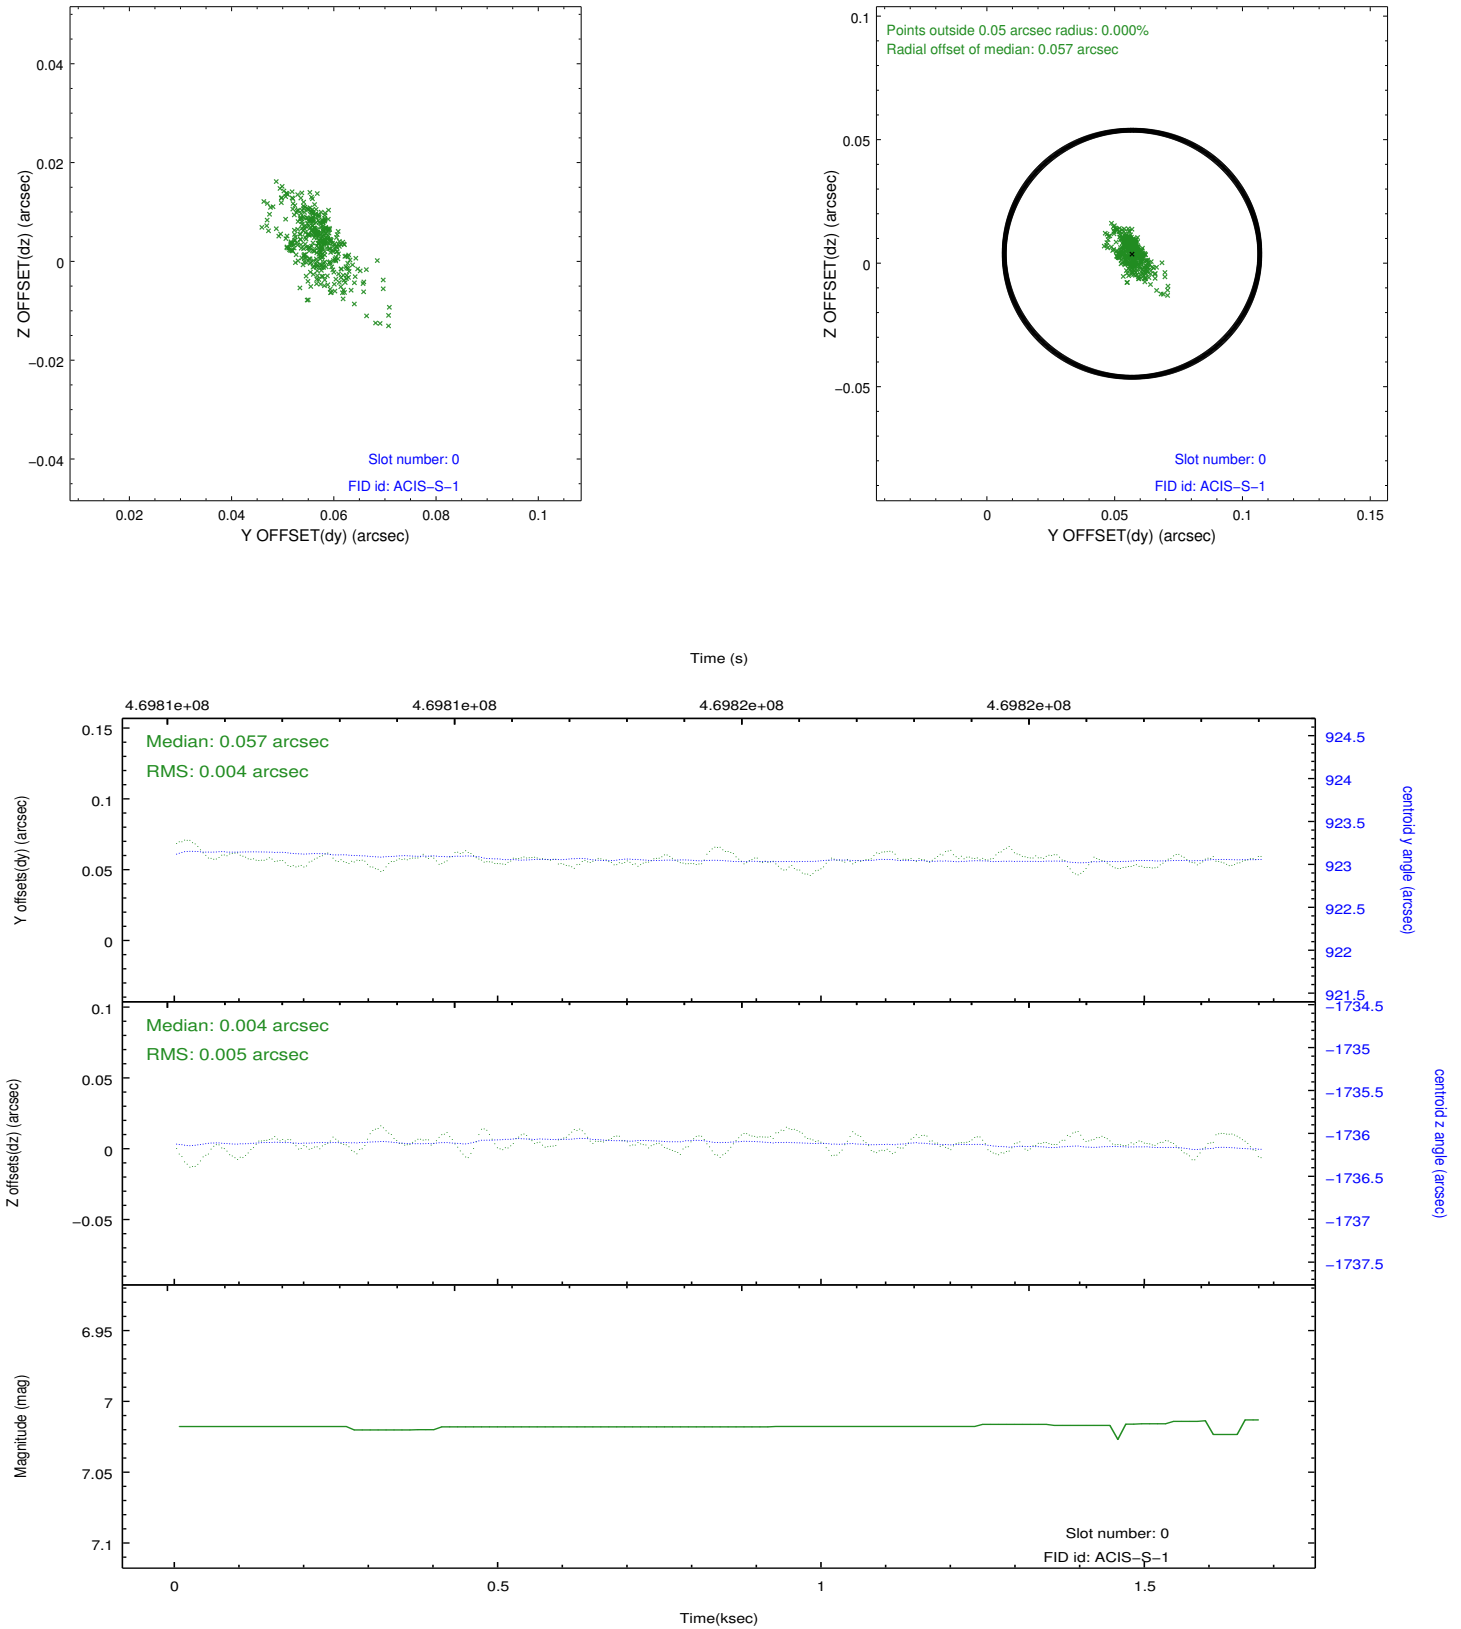 0.04
0.02
0
−0.02
−0.04
Z OFFSET(dz) (arcsec)
Slot number: 0
FID id: ACIS−S−1
0.02
0.04
0.06
0.08
0.1
Y OFFSET(dy) (arcsec)
0.1
0.05
0
−0.05
Z OFFSET(dz) (arcsec)
Points outside 0.05 arcsec radius: 0.000%
Radial offset of median: 0.057 arcsec
Slot number: 0
FID id: ACIS−S−1
0
0.05
0.1
0.15
Y OFFSET(dy) (arcsec)
Time (s)
4.6981e+08
4.6981e+08
4.6982e+08
4.6982e+08
0.15
0.1
0.05
0
Y offsets(dy) (arcsec)
Median: 0.057 arcsec
RMS: 0.004 arcsec
924.5
924
923.5
923
922.5
922
921.5
centroid y angle (arcsec)
0.1
0.05
0
−0.05
Z offsets(dz) (arcsec)
Median: 0.004 arcsec
RMS: 0.005 arcsec
−1734.5
−1735
−1735.5
−1736
−1736.5
−1737
−1737.5
centroid z angle (arcsec)
6.95
7
7.05
7.1
Magnitude (mag)
Slot number: 0
FID id: ACIS−S−1
0
0.5
1
1.5
Time(ksec)